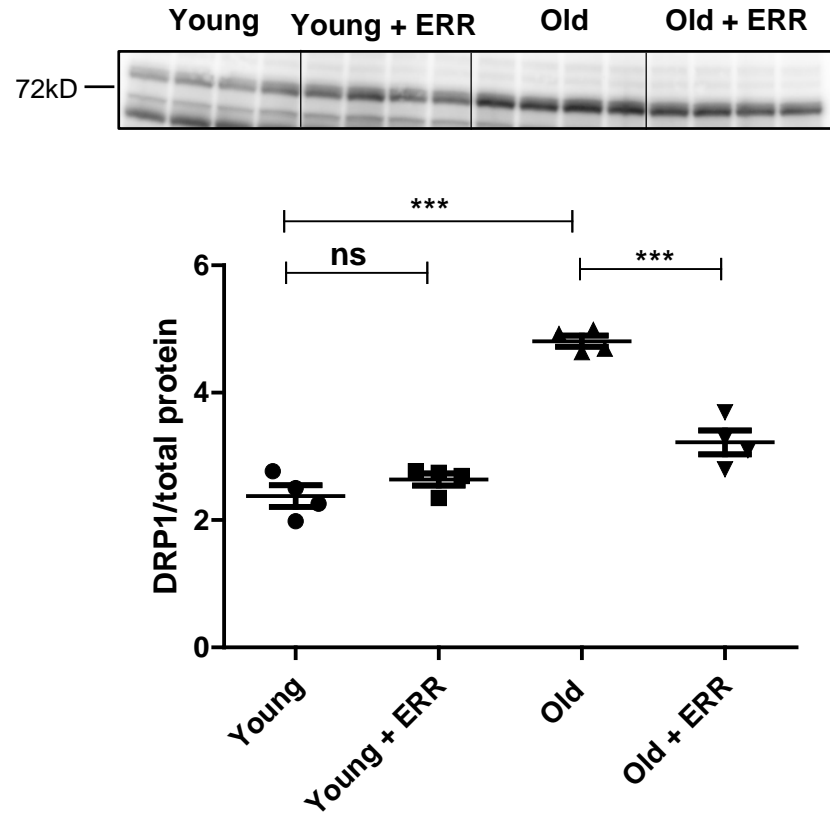 Young Young + ERR Old Old + ERR
72kD
***
ns ***
6
4
2
0
DRP1/total protein
Young
Young + ERR
Old
Old + ERR